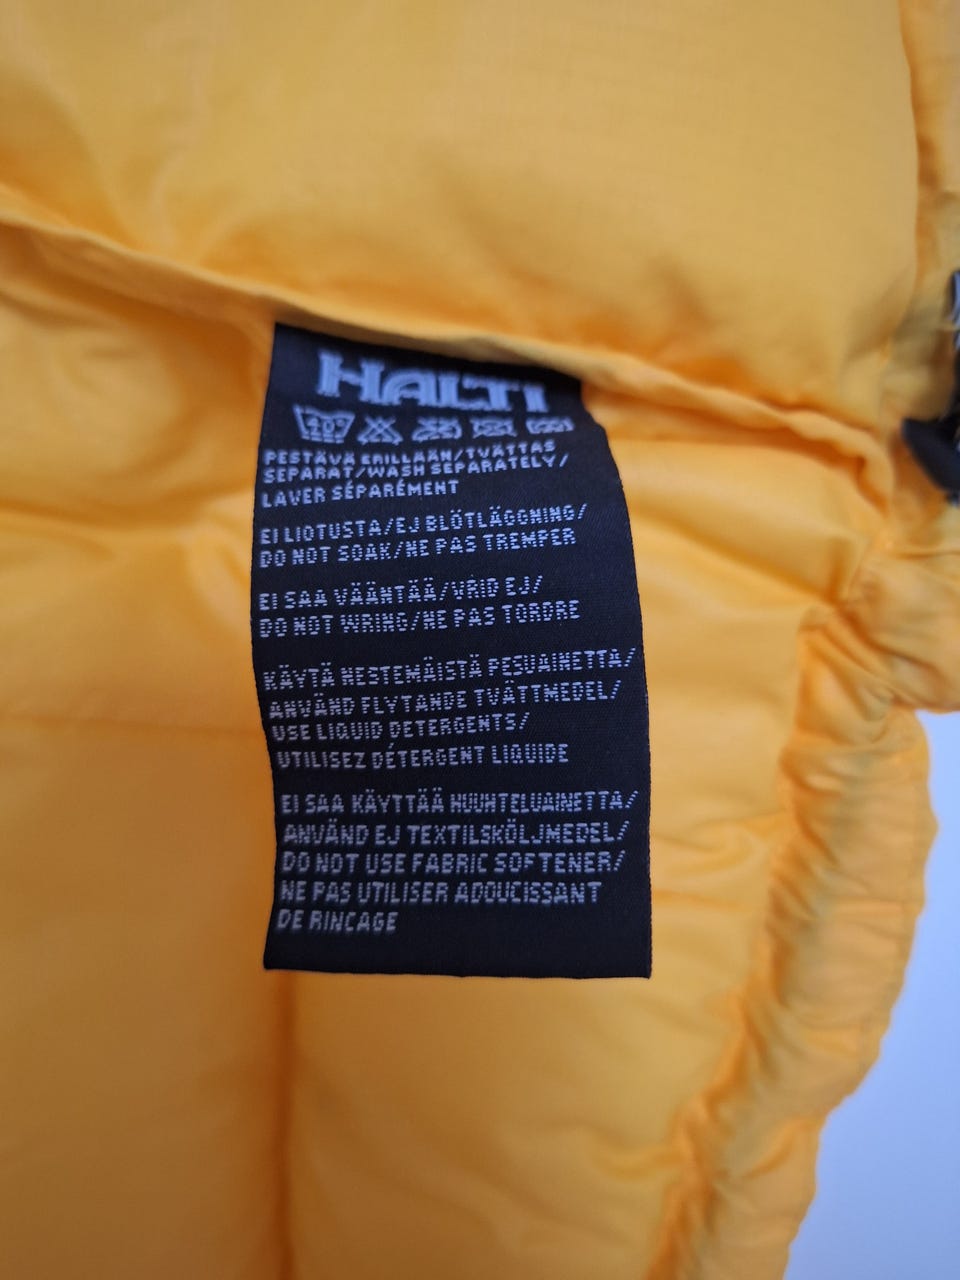 HALTI
40°
PESTÄVÄ ERILLÄÄN/TVÄTTAS
SEPARAT/WASH SEPARATELY/
LAVER SÉPARÉMENT
EI LIOTUSTA/EJ BLÖTLÄGGNING/
DO NOT SOAK/NE PAS TREMPER
EI SAA VÄÄNTÄÄ/VRID EJ/
DO NOT WRING/NE PAS TORDRE
KÄYTÄ NESTEMÄISTÄ PESUAINETTA/
ANVÄND FLYTANDE TVÄTTMEDEL/
USE LIQUID DETERGENTS/
UTILISEZ DÉTERGENT LIQUIDE
EI SAA KÄYTTÄÄ HUUHTELUAINETTA/
ANVÄND EJ TEXTILSKÖLJMEDEL/
DO NOT USE FABRIC SOFTENER/
NE PAS UTILISER ADOUCISSANT
DE RINCAGE